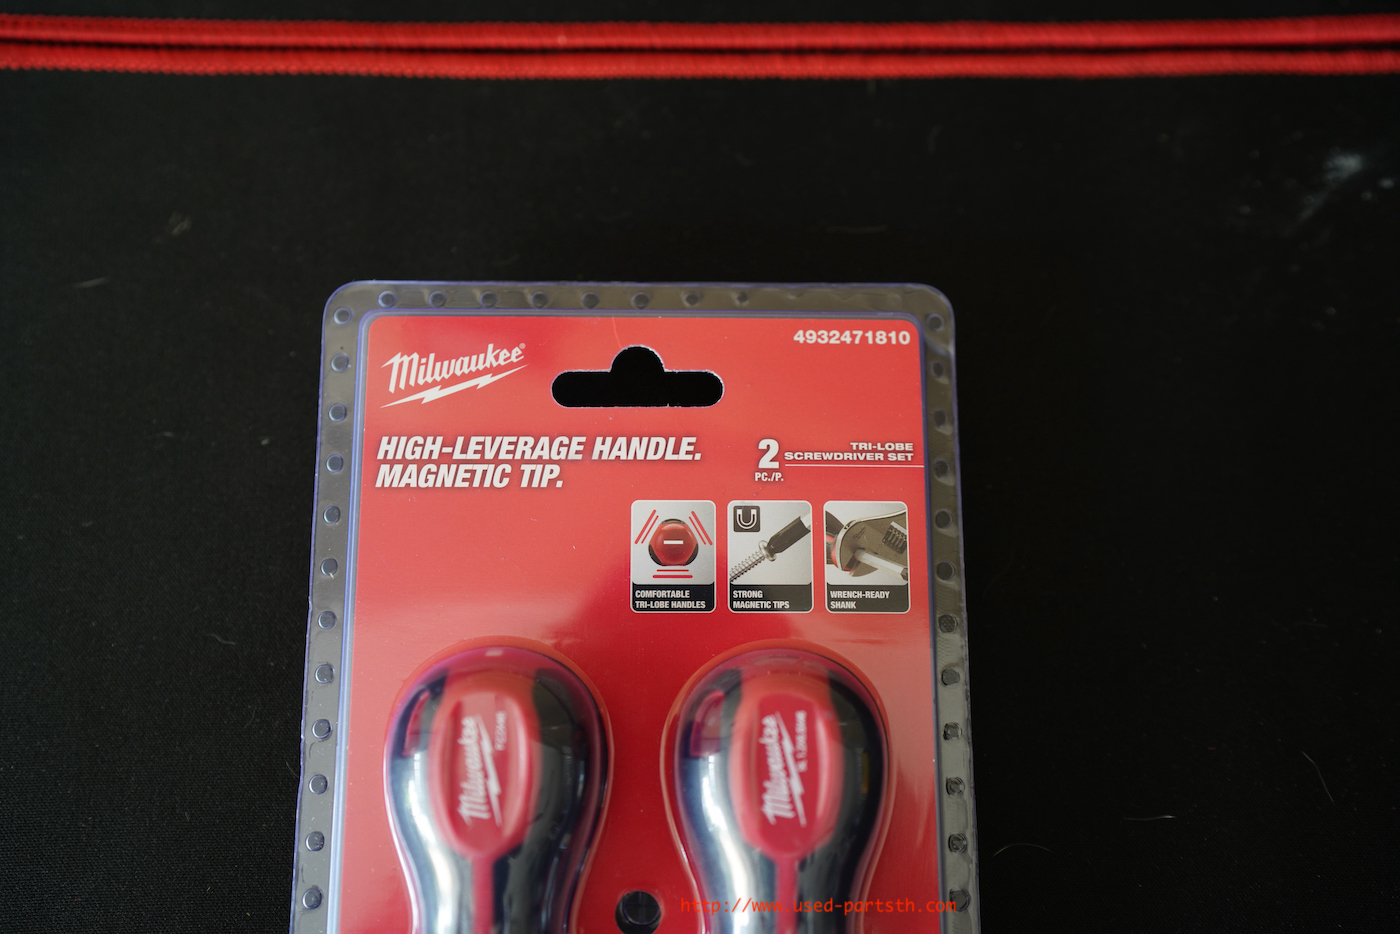 4932471810
Milwaukee®
HIGH-LEVERAGE HANDLE.
MAGNETIC TIP.
2
PC./P.
TRI-LOBE
SCREWDRIVER SET
COMFORTABLE
TRI-LOBE HANDLES
STRONG
MAGNETIC TIPS
WRENCH-READY
SHANK
Milwaukee
Milwaukee
http://www.used-partsth.com